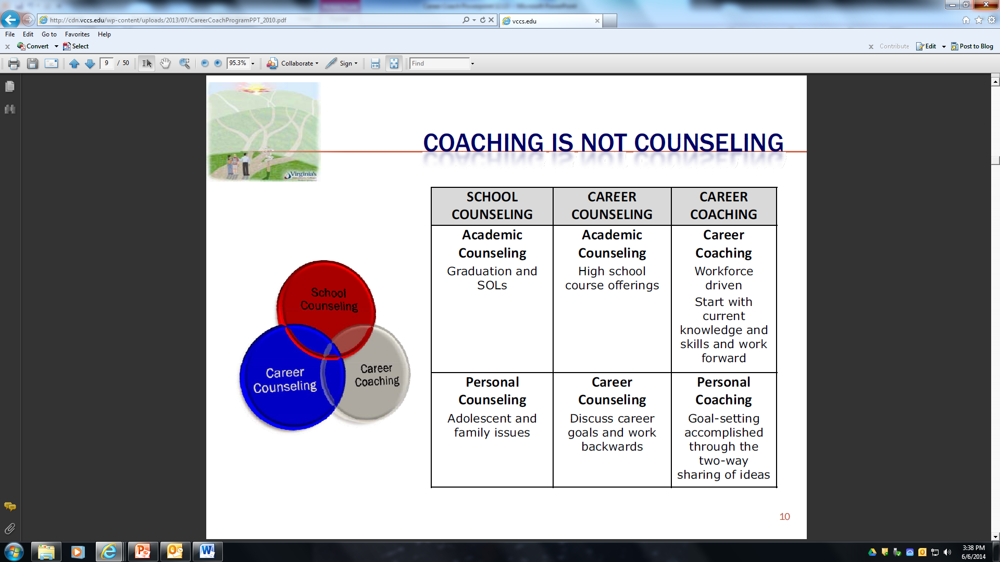 http://cdn.vccs.edu/wp-content/uploads/2013/07/CareerCoachProgramPPT_2010.pdf
vccs.edu
File Edit Go to Favorites Help
Convert Select
Contribute Edit Post to Blog
9 / 50 95.3% Collaborate Sign Find
Virginia's
COACHING IS NOT COUNSELING
School
Counseling
Career
Counseling
Career
Coaching
SCHOOL
COUNSELING
CAREER
COUNSELING
CAREER
COACHING
Academic
Counseling
Graduation and
SOLs
Academic
Counseling
High school
course offerings
Career
Coaching
Workforce
driven
Start with
current
knowledge and
skills and work
forward
Personal
Counseling
Adolescent and
family issues
Career
Counseling
Discuss career
goals and work
backwards
Personal
Coaching
Goal-setting
accomplished
through the
two-way
sharing of ideas
10
3:38 PM
6/6/2014